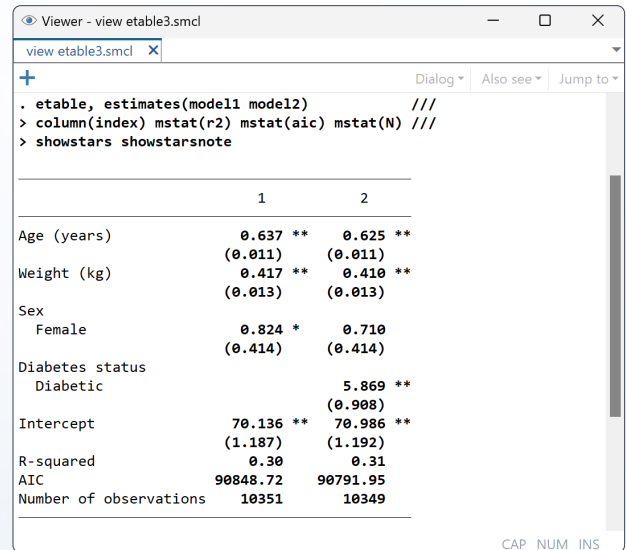 Viewer - view etable3.smcl
view etable3.smcl
Dialog Also see Jump to
. etable, estimates(model1 model2) ///
> column(index) mstat(r2) mstat(aic) mstat(N) ///
> showstars showstarsnote
1 2
Age (years) 0.637 ** 0.625 **
(0.011) (0.011)
Weight (kg) 0.417 ** 0.410 **
(0.013) (0.013)
Sex
Female 0.824 * 0.710
(0.414) (0.414)
Diabetes status
Diabetic 5.869 **
(0.908)
Intercept 70.136 ** 70.986 **
(1.187) (1.192)
R-squared 0.30 0.31
AIC 90848.72 90791.95
Number of observations 10351 10349
CAP NUM INS